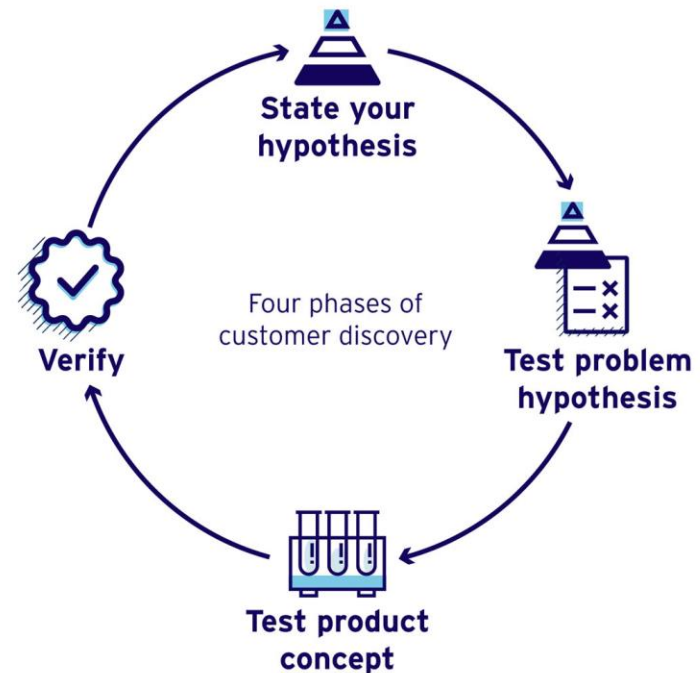 State your
hypothesis
Test problem
hypothesis
Test product
concept
Verify
Four phases of
customer discovery